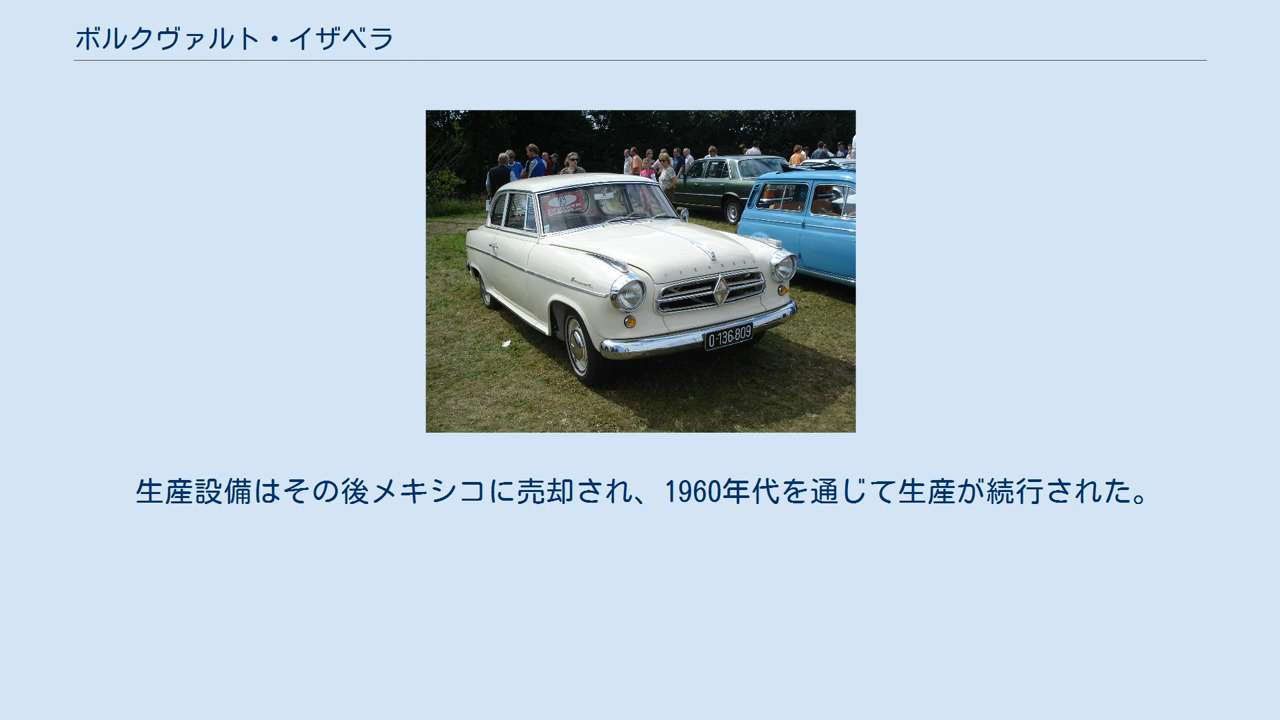 ボルクヴァルト・イザベラ
O-136.809
生産設備はその後メキシコに売却され、1960年代を通じて生産が続行された。